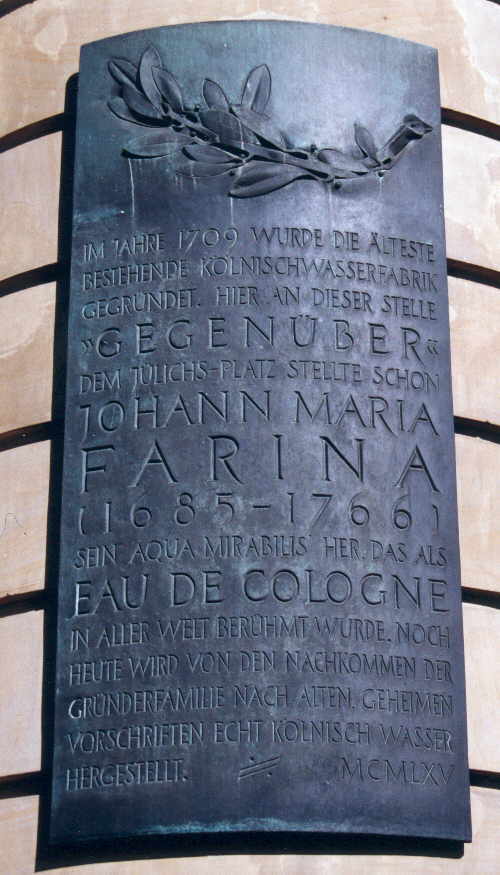 IM JAHRE 1709 WURDE DIE ÄLTESTE
BESTEHENDE KÖLNISCHWASSERFABRIK
GEGRÜNDET. HIER AN DIESER STELLE
»GEGENÜBER«
DEM JÜLICHS-PLATZ STELLTE SCHON
JOHANN MARIA
FARINA
(1685-1766)
SEIN AQUA MIRABILIS HER, DAS ALS
EAU DE COLOGNE
IN ALLER WELT BERÜHMT WURDE. NOCH
HEUTE WIRD VON DEN NACHKOMMEN DER
GRÜNDERFAMILIE NACH ALTEN, GEHEIMEN
VORSCHRIFTEN ECHT KÖLNISCH WASSER
HERGESTELLT. MCMLXV